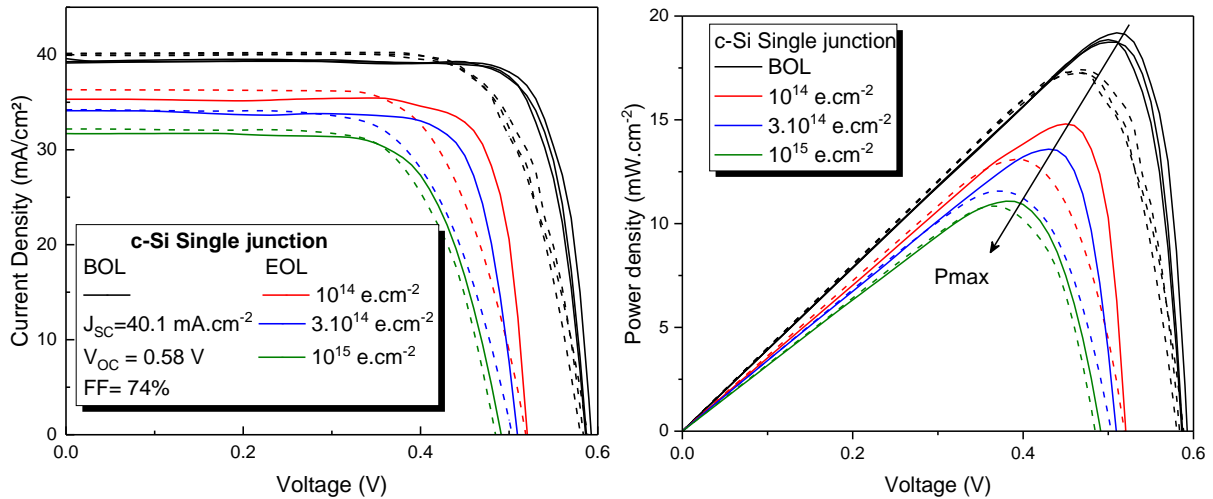 Current Density (mA/cm²)
40
30
20
10
0
0.0
0.2
0.4
0.6
Voltage (V)
c-Si Single junction
BOL EOL
10¹⁴ e.cm⁻²
J_SC=40.1 mA.cm⁻² 3.10¹⁴ e.cm⁻²
V_OC = 0.58 V 10¹⁵ e.cm⁻²
FF= 74%
Power density (mW.cm⁻²)
20
15
10
5
0
0.0
0.2
0.4
0.6
Voltage (V)
c-Si Single junction
BOL
10¹⁴ e.cm⁻²
3.10¹⁴ e.cm⁻²
10¹⁵ e.cm⁻²
Pmax